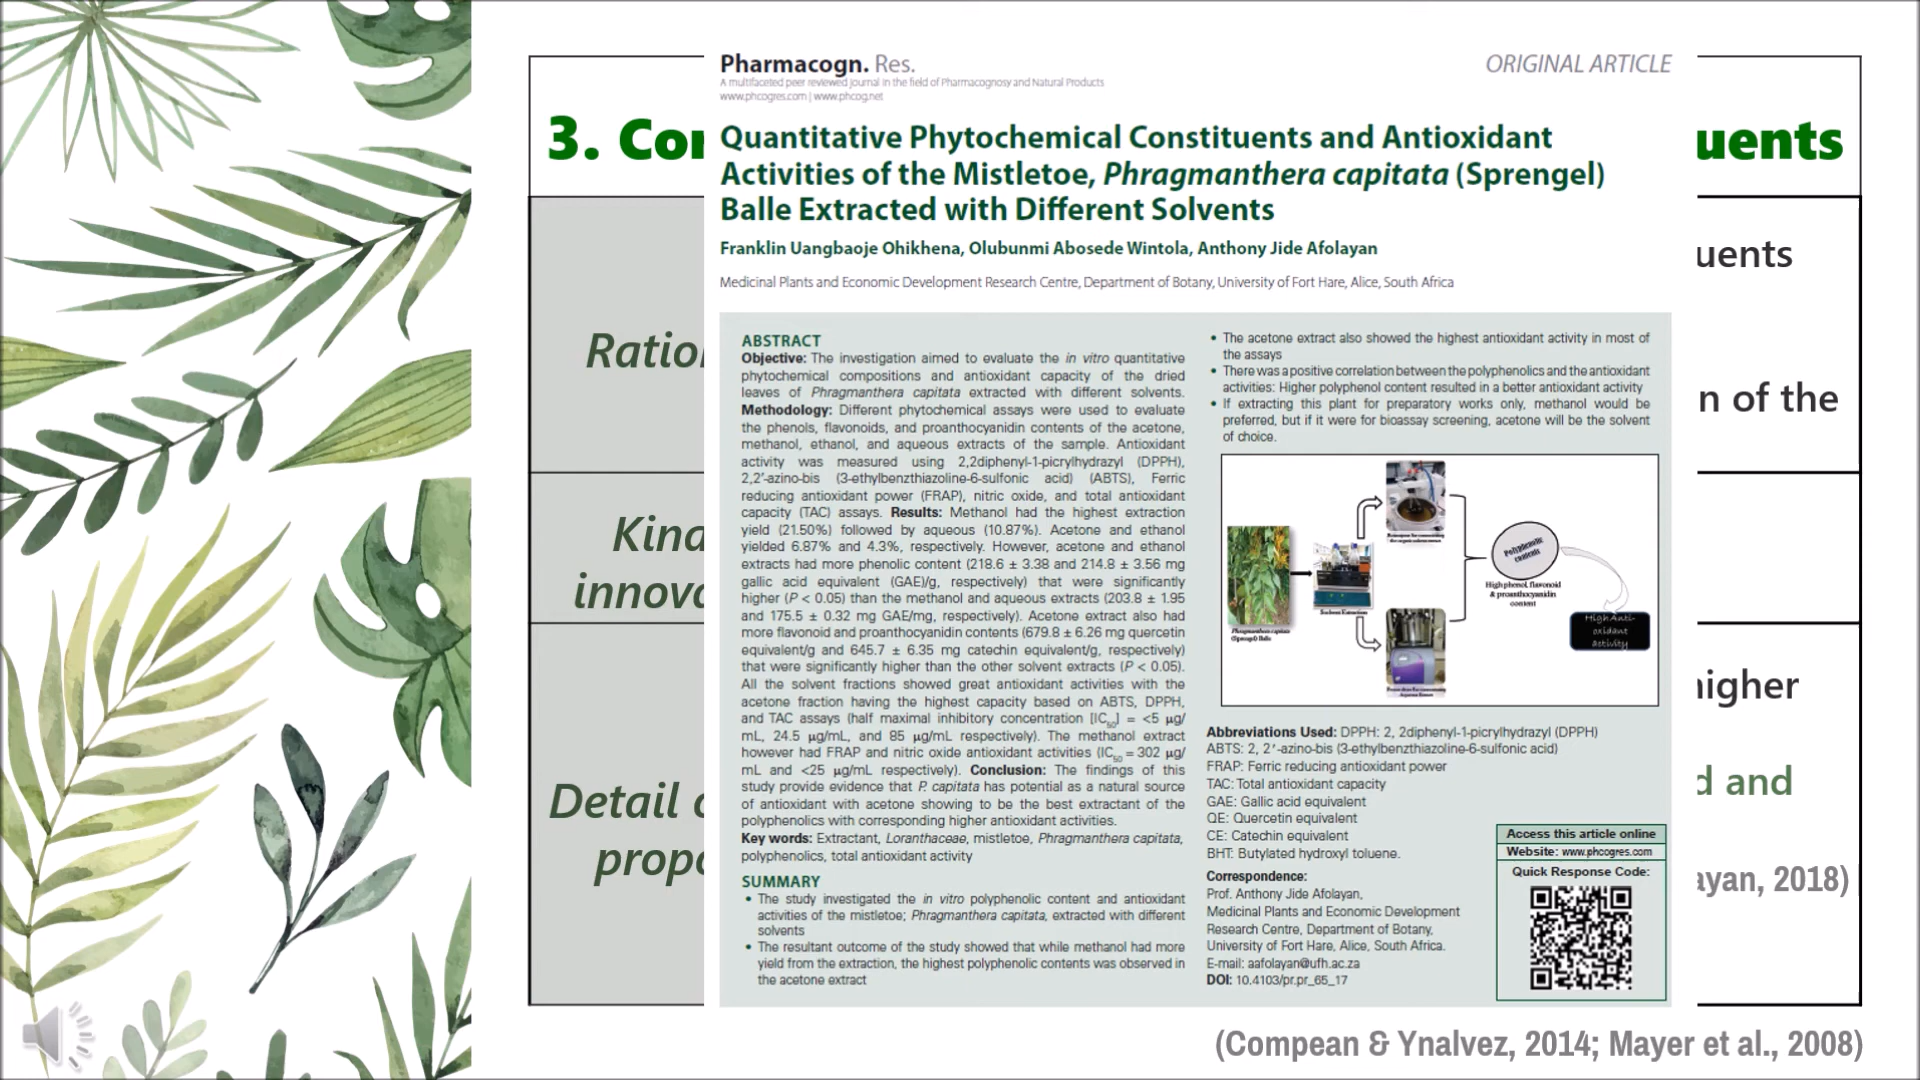 Pharmacogn. Res.
ORIGINAL ARTICLE
A multifaceted peer reviewed journal in the field of Pharmacognosy and Natural Products
www.phcogres.com | www.phcog.net
3. Cor
uents
Quantitative Phytochemical Constituents and Antioxidant
Activities of the Mistletoe, Phragmanthera capitata (Sprengel)
Balle Extracted with Different Solvents
Franklin Uangbaoje Ohikhena, Olubunmi Abosede Wintola, Anthony Jide Afolayan
Medicinal Plants and Economic Development Research Centre, Department of Botany, University of Fort Hare, Alice, South Africa
uents
Ratio
n of the
Kind
innova
Detail o
propo
higher
d and
ayan, 2018)
ABSTRACT
Objective: The investigation aimed to evaluate the in vitro quantitative
phytochemical compositions and antioxidant capacity of the dried
leaves of Phragmanthera capitata extracted with different solvents.
Methodology: Different phytochemical assays were used to evaluate
the phenols, flavonoids, and proanthocyanidin contents of the acetone,
methanol, ethanol, and aqueous extracts of the sample. Antioxidant
activity was measured using 2,2diphenyl-1-picrylhydrazyl (DPPH),
2,2′-azino-bis (3-ethylbenzthiazoline-6-sulfonic acid) (ABTS), Ferric
reducing antioxidant power (FRAP), nitric oxide, and total antioxidant
capacity (TAC) assays. Results: Methanol had the highest extraction
yield (21.50%) followed by aqueous (10.87%). Acetone and ethanol
yielded 6.87% and 4.3%, respectively. However, acetone and ethanol
extracts had more phenolic content (218.6 ± 3.38 and 214.8 ± 3.56 mg
gallic acid equivalent (GAE)/g, respectively) that were significantly
higher (P < 0.05) than the methanol and aqueous extracts (203.8 ± 1.95
and 175.5 ± 0.32 mg GAE/mg, respectively). Acetone extract also had
more flavonoid and proanthocyanidin contents (679.8 ± 6.26 mg quercetin
equivalent/g and 645.7 ± 6.35 mg catechin equivalent/g, respectively)
that were significantly higher than the other solvent extracts (P < 0.05).
All the solvent fractions showed great antioxidant activities with the
acetone fraction having the highest capacity based on ABTS, DPPH,
and TAC assays (half maximal inhibitory concentration [IC50] = <5 µg/
mL, 24.5 µg/mL, and 85 µg/mL respectively). The methanol extract
however had FRAP and nitric oxide antioxidant activities (IC50 = 302 µg/
mL and <25 µg/mL respectively). Conclusion: The findings of this
study provide evidence that P. capitata has potential as a natural source
of antioxidant with acetone showing to be the best extractant of the
polyphenolics with corresponding higher antioxidant activities.
Key words: Extractant, Loranthaceae, mistletoe, Phragmanthera capitata,
polyphenolics, total antioxidant activity
SUMMARY
• The study investigated the in vitro polyphenolic content and antioxidant
activities of the mistletoe; Phragmanthera capitata, extracted with different
solvents
• The resultant outcome of the study showed that while methanol had more
yield from the extraction, the highest polyphenolic contents was observed in
the acetone extract
• The acetone extract also showed the highest antioxidant activity in most of
the assays
• There was a positive correlation between the polyphenolics and the antioxidant
activities: Higher polyphenol content resulted in a better antioxidant activity
• If extracting this plant for preparatory works only, methanol would be
preferred, but if it were for bioassay screening, acetone will be the solvent
of choice.
Phragmanthera capitata
(Sprengel) Balle
Solvent Extraction
Polyphenolic
contents
High phenol, flavonoid
& proanthocyanidin
content
High Anti-
oxidant
activity
Abbreviations Used: DPPH: 2, 2diphenyl-1-picrylhydrazyl (DPPH)
ABTS: 2, 2′-azino-bis (3-ethylbenzthiazoline-6-sulfonic acid)
FRAP: Ferric reducing antioxidant power
TAC: Total antioxidant capacity
GAE: Gallic acid equivalent
QE: Quercetin equivalent
CE: Catechin equivalent
BHT: Butylated hydroxyl toluene.
Correspondence:
Prof. Anthony Jide Afolayan,
Medicinal Plants and Economic Development
Research Centre, Department of Botany,
University of Fort Hare, Alice, South Africa.
E-mail: aafolayan@ufh.ac.za
DOI: 10.4103/pr.pr_65_17
Access this article online
Website: www.phcogres.com
Quick Response Code:
(Compean & Ynalvez, 2014; Mayer et al., 2008)